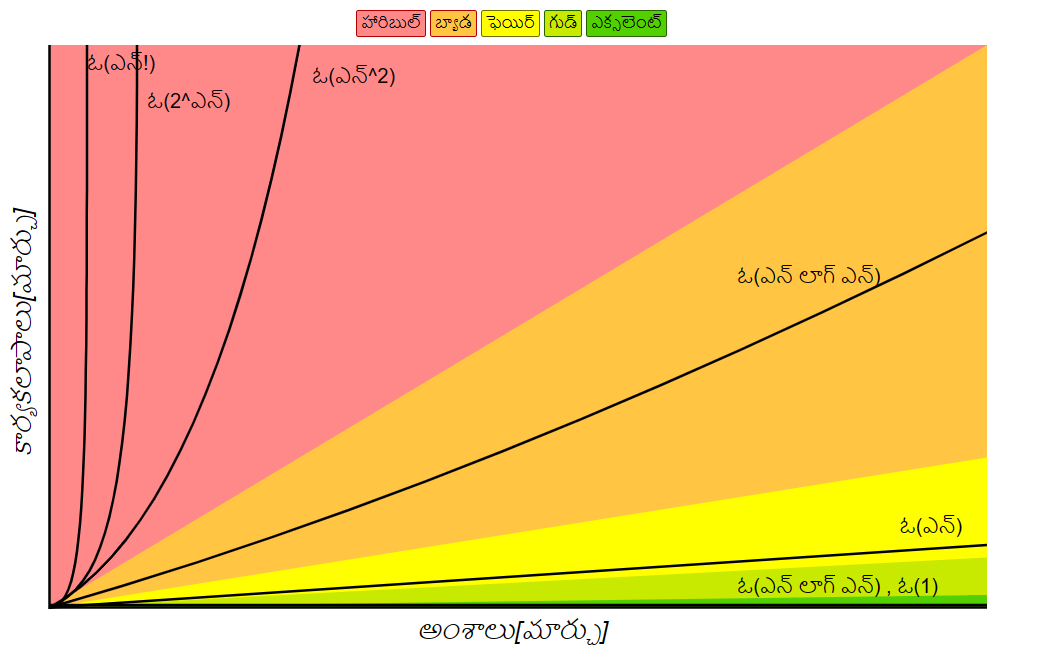 హారిబుల్ బ్యాడ ఫెయిర్ గుడ్ ఎక్సలెంట్
ఓ(ఎన్!)
ఓ(ఎన్^2)
ఓ(2^ఎన్)
ఓ(ఎన్ లాగ్ ఎన్)
కార్యకలాపాలు[మార్చు]
ఓ(ఎన్)
ఓ(ఎన్ లాగ్ ఎన్) , ఓ(1)
అంశాలు[మార్చు]